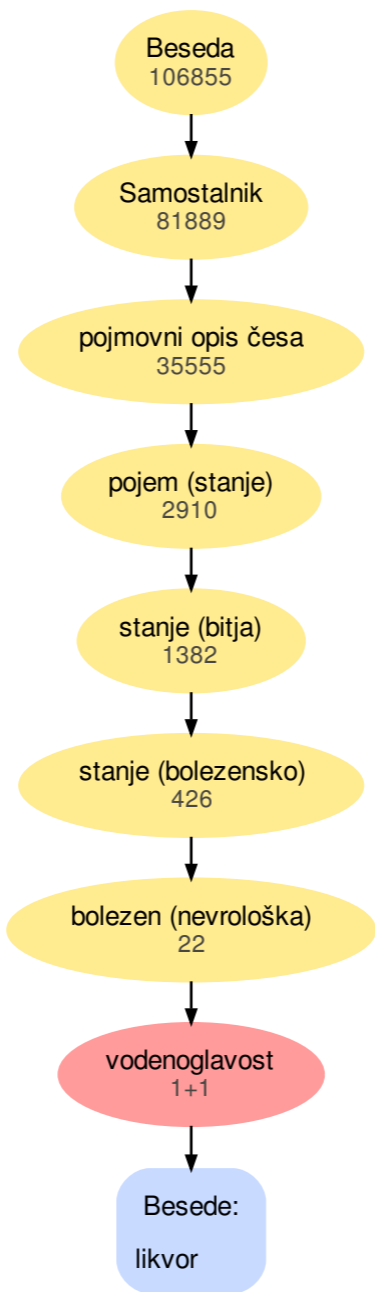 Beseda
106855
Samostalnik
81889
pojmovni opis česa
35555
pojem (stanje)
2910
stanje (bitja)
1382
stanje (bolezensko)
426
bolezen (nevrološka)
22
vodenoglavost
1+1
Besede:
likvor